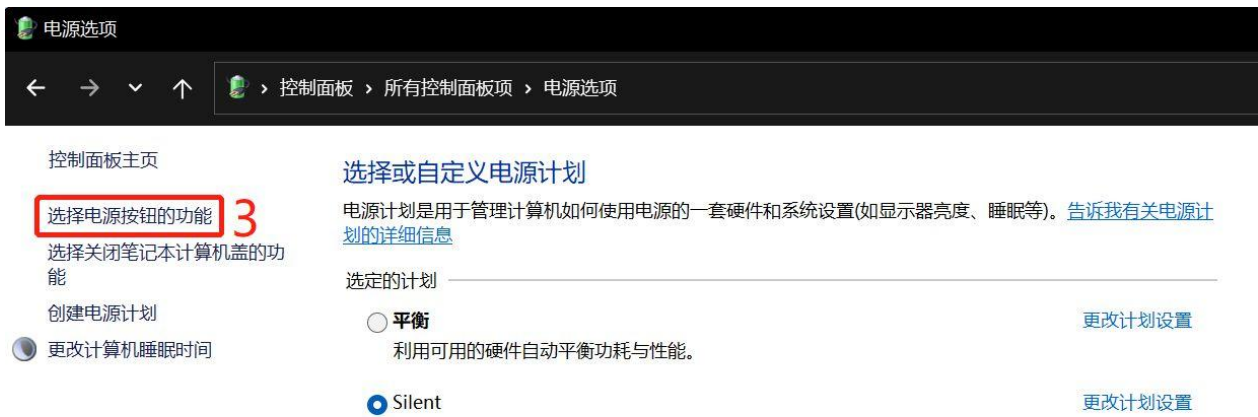 电源选项
控制面板 › 所有控制面板项 › 电源选项
控制面板主页
选择电源按钮的功能 3
选择关闭笔记本计算机盖的功
能
创建电源计划
更改计算机睡眠时间
选择或自定义电源计划
电源计划是用于管理计算机如何使用电源的一套硬件和系统设置(如显示器亮度、睡眠等)。告诉我有关电源计
划的详细信息
选定的计划
平衡 更改计划设置
利用可用的硬件自动平衡功耗与性能。
Silent 更改计划设置